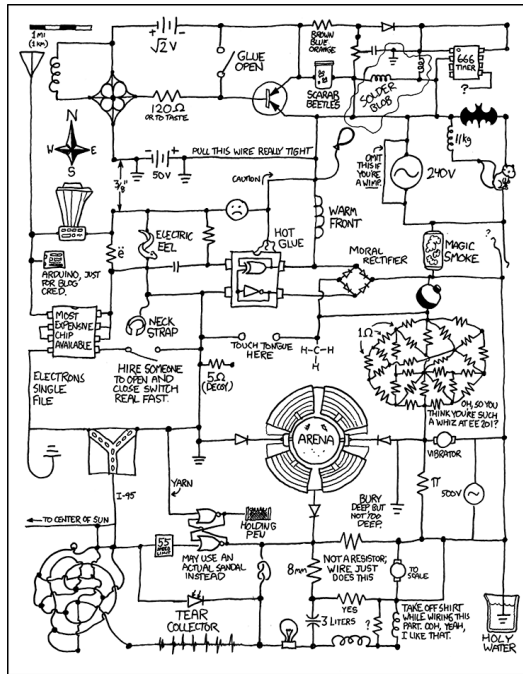 1 MI
(1 KM)
√2 V
GLUE
OPEN
BROWN
BLUE
ORANGE
SCARAB
BEETLES
SOLDER
BLOB
666
TIMER
?
120Ω
OR TO TASTE
N
W
E
S
50V
PULL THIS WIRE REALLY TIGHT
3/8"
CAUTION
OMIT
THIS IF
YOU'RE
A WIMP.
240V
11kg
ELECTRIC
EEL
HOT
GLUE
WARM
FRONT
MAGIC
SMOKE
?
ë
ARDUINO, JUST
FOR BLOG
CRED.
MORAL
RECTIFIER
MOST
EXPENSIVE
CHIP
AVAILABLE
NECK
STRAP
TOUCH TONGUE
HERE
H-C-H
H
1Ω
ELECTRONS
SINGLE
FILE
HIRE SOMEONE
TO OPEN AND
CLOSE SWITCH
REAL FAST.
5Ω
(DECOY)
OH, SO YOU
THINK YOU'RE SUCH
A WHIZ AT EE 201?
ARENA
VIBRATOR
I-95
YARN
BURY
DEEP, BUT
NOT TOO
DEEP.
π
500V
TO CENTER OF SUN
HOLDING
PEN
55
MAY USE AN
ACTUAL SANDAL
INSTEAD
NOT A RESISTOR;
WIRE JUST
DOES THIS
8mm
TO
SCALE
TEAR
COLLECTOR
3 LITERS
YES
?
TAKE OFF SHIRT
WHILE WIRING THIS
PART. OOH, YEAH,
I LIKE THAT.
HOLY
WATER